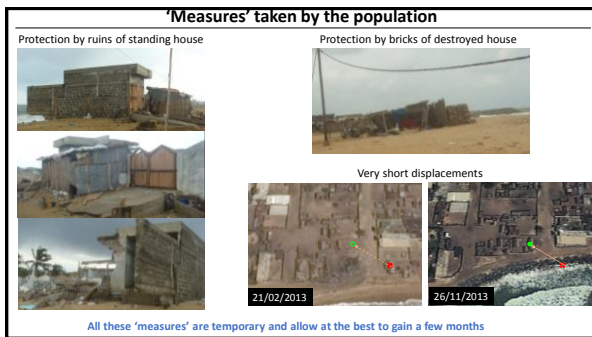 'Measures' taken by the population
Protection by ruins of standing house
Protection by bricks of destroyed house
Very short displacements
21/02/2013
26/11/2013
All these 'measures' are temporary and allow at the best to gain a few months